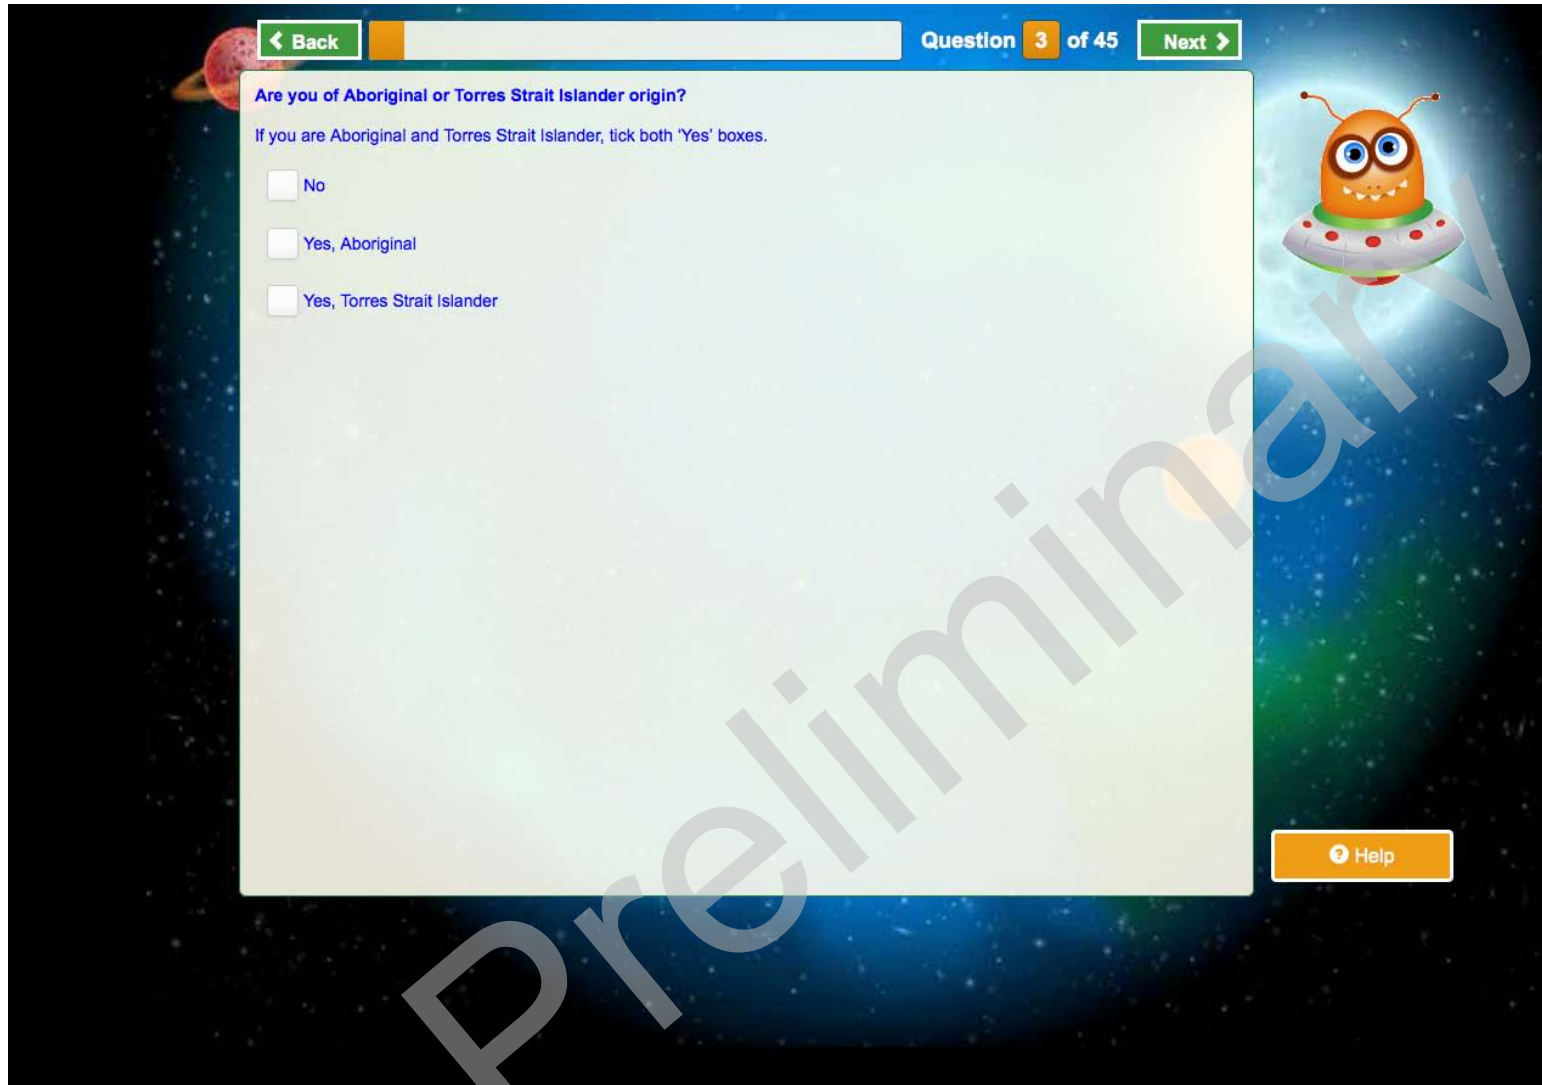 Back
Question 3 of 45
Next
Are you of Aboriginal or Torres Strait Islander origin?
If you are Aboriginal and Torres Strait Islander, tick both ‘Yes’ boxes.
No
Yes, Aboriginal
Yes, Torres Strait Islander
Help
Preliminary